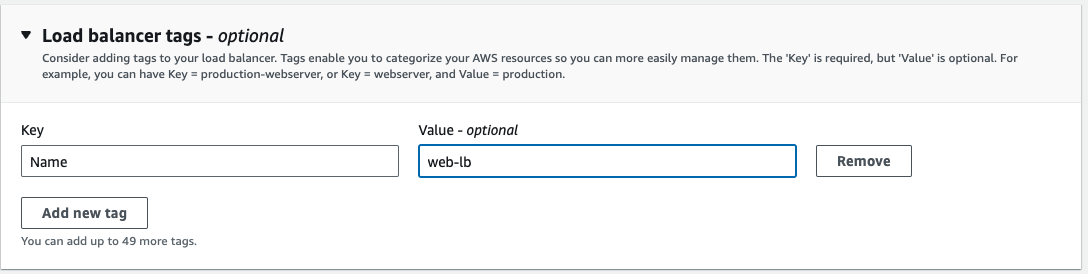 Load balancer tags - optional
Consider adding tags to your load balancer. Tags enable you to categorize your AWS resources so you can more easily manage them. The 'Key' is required, but 'Value' is optional. For
example, you can have Key = production-webserver, or Key = webserver, and Value = production.
Key
Value - optional
Name
web-lb
Remove
Add new tag
You can add up to 49 more tags.